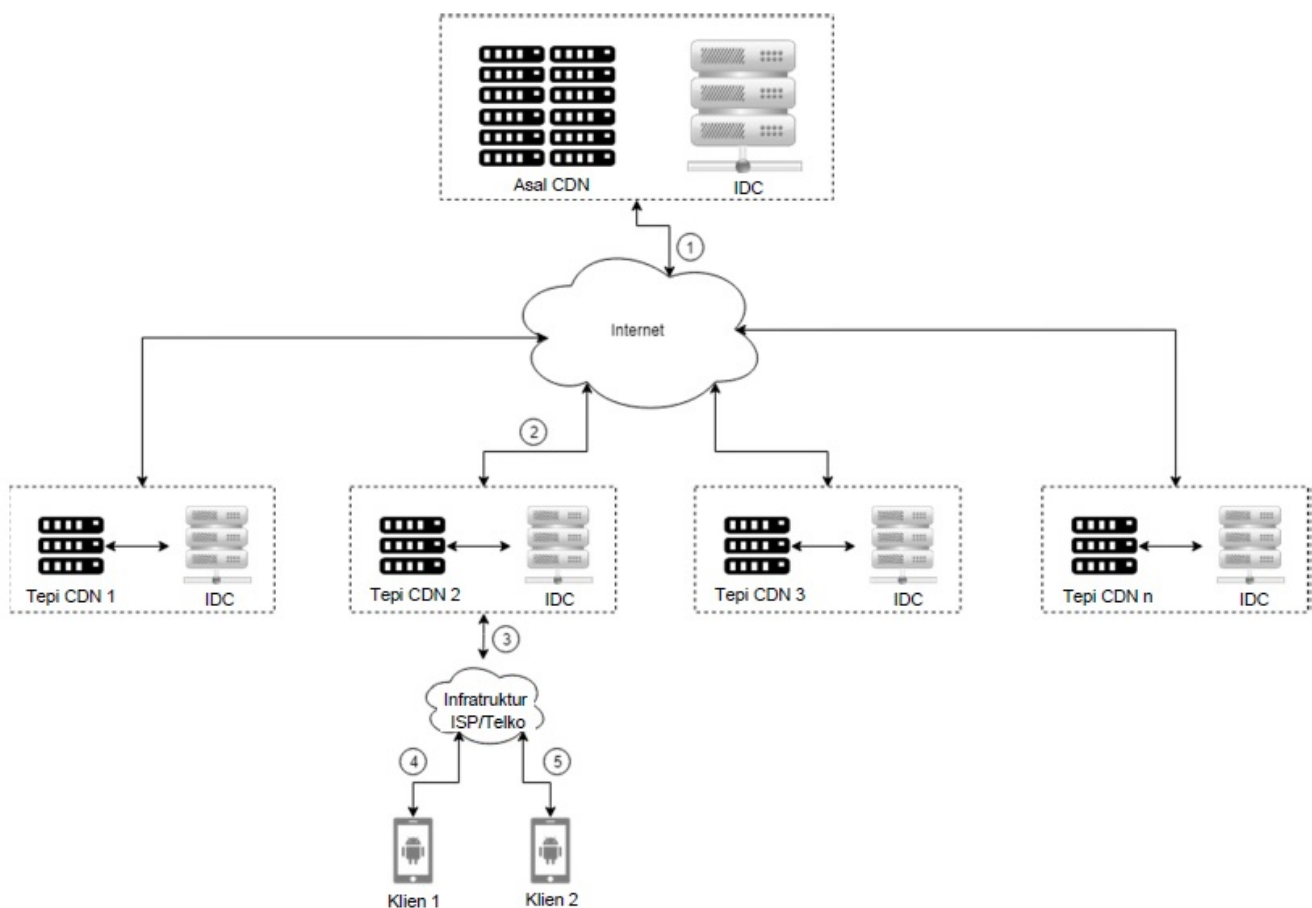 Asal CDN
IDC
1
Internet
2
Tepi CDN 1
IDC
Tepi CDN 2
IDC
Tepi CDN 3
IDC
Tepi CDN n
IDC
3
Infratruktur
ISP/Telko
4
5
Klien 1
Klien 2